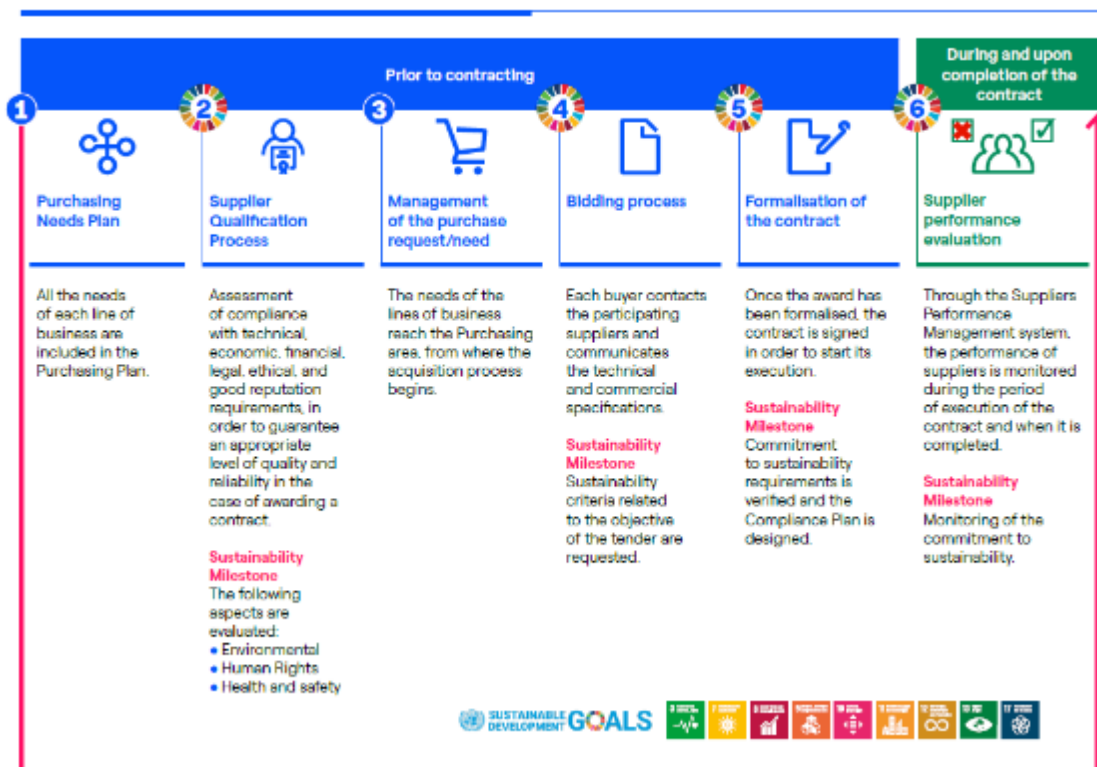 Prior to contracting
During and upon
completion of the
contract
1
2
3
4
5
6
Purchasing
Needs Plan
All the needs
of each line of
business are
included in the
Purchasing Plan.
Supplier
Qualification
Process
Assessment
of compliance
with technical,
economic, financial,
legal, ethical, and
good reputation
requirements, in
order to guarantee
an appropriate
level of quality and
reliability in the
case of awarding a
contract.
Sustainability
Milestone
The following
aspects are
evaluated:
• Environmental
• Human Rights
• Health and safety
Management
of the purchase
request/need
The needs of the
lines of business
reach the Purchasing
area, from where the
acquisition process
begins.
Bidding process
Each buyer contacts
the participating
suppliers and
communicates
the technical
and commercial
specifications.
Sustainability
Milestone
Sustainability
criteria related
to the objective
of the tender are
requested.
Formalisation of
the contract
Once the award has
been formalised, the
contract is signed
in order to start its
execution.
Sustainability
Milestone
Commitment
to sustainability
requirements is
verified and the
Compliance Plan is
designed.
Supplier
performance
evaluation
Through the Suppliers
Performance
Management system,
the performance of
suppliers is monitored
during the period
of execution of the
contract and when it is
completed.
Sustainability
Milestone
Monitoring of the
commitment to
sustainability.
SUSTAINABLE
DEVELOPMENT
GOALS